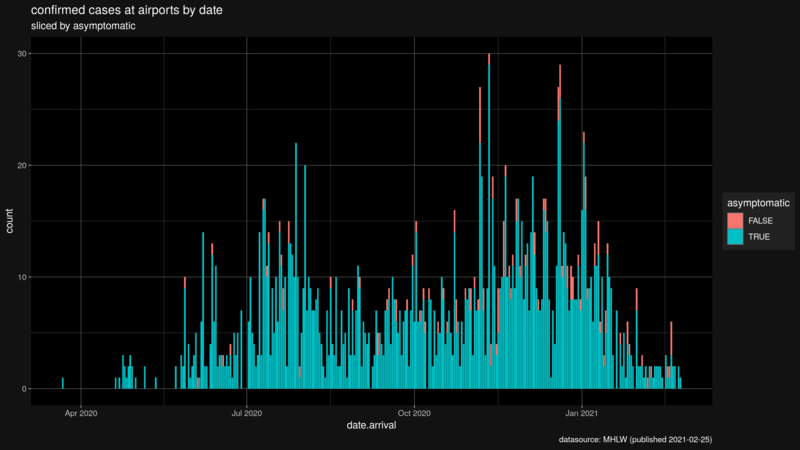 confirmed cases at airports by date
sliced by asymptomatic
30
20
10
0
count
Apr 2020
Jul 2020
Oct 2020
Jan 2021
date.arrival
asymptomatic
FALSE
TRUE
datasource: MHLW (published 2021-02-25)